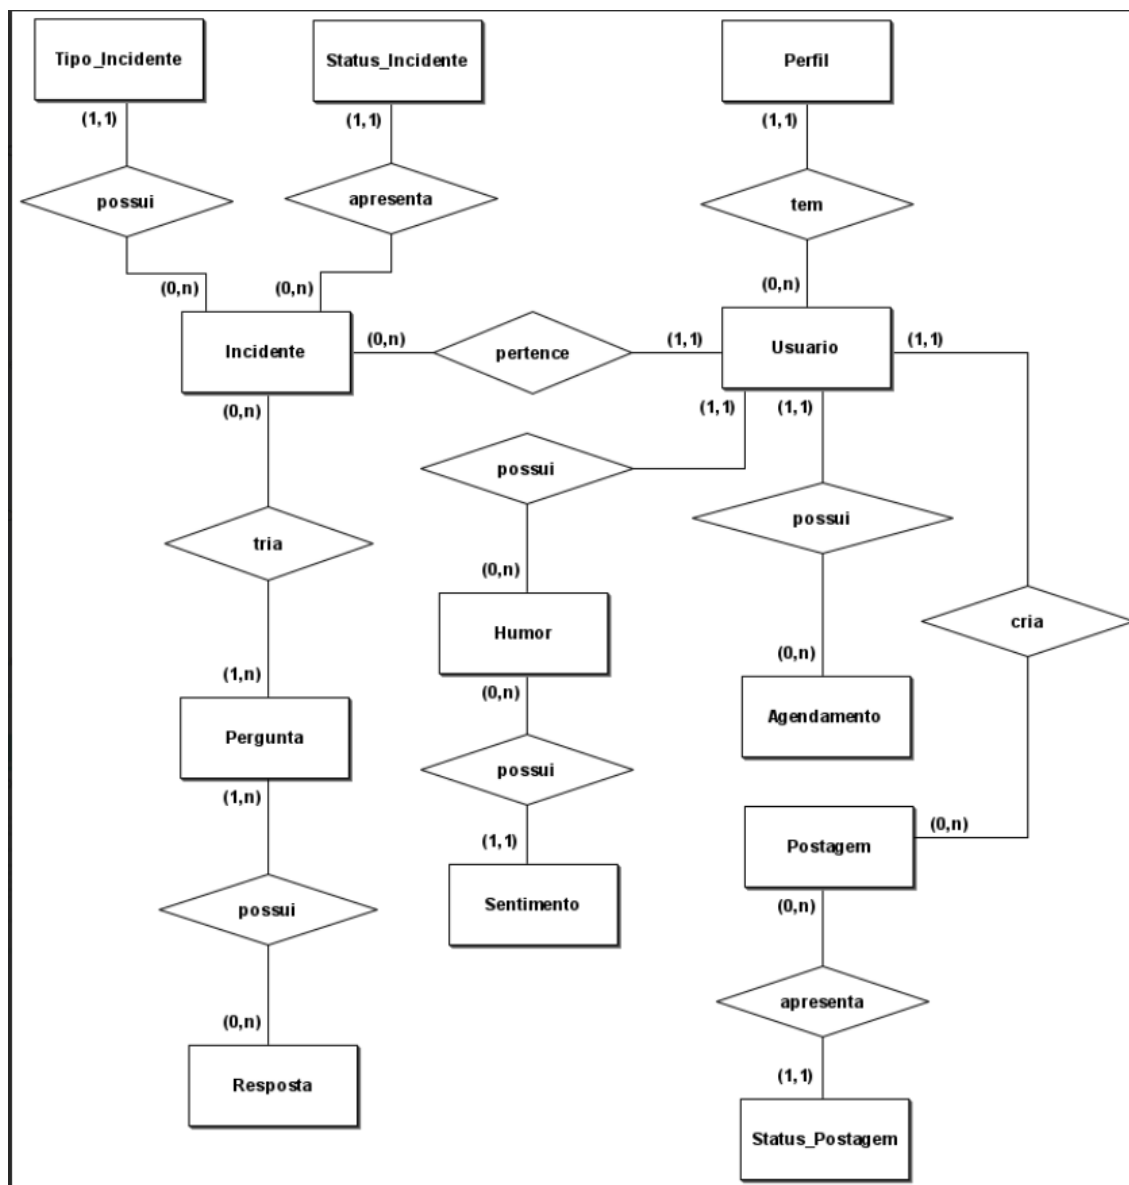 Tipo_Incidente
Status_Incidente
Perfil
(1,1)
(1,1)
(1,1)
possui
apresenta
tem
(0,n)
(0,n)
(0,n)
Incidente
(0,n)
pertence
(1,1)
Usuario
(1,1)
(0,n)
(1,1)
(1,1)
possui
possui
tria
(0,n)
Humor
cria
(0,n)
(1,n)
(0,n)
Pergunta
Agendamento
(1,n)
possui
(1,1)
(0,n)
Postagem
Sentimento
(0,n)
possui
apresenta
(0,n)
Resposta
(1,1)
Status_Postagem